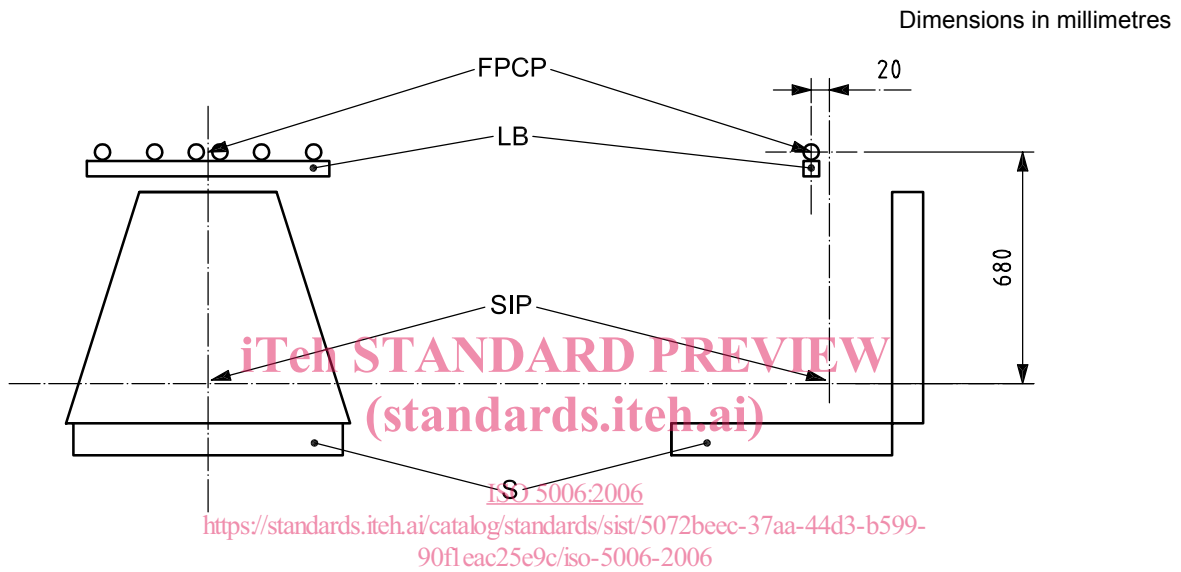 Dimensions in millimetres
FPCP
20
LB
680
SIP
iTeh STANDARD PREVIEW
(standards.iteh.ai)
S
ISO 5006:2006
https://standards.iteh.ai/catalog/standards/sist/5072beec-37aa-44d3-b599-
90f1eac25e9c/iso-5006-2006